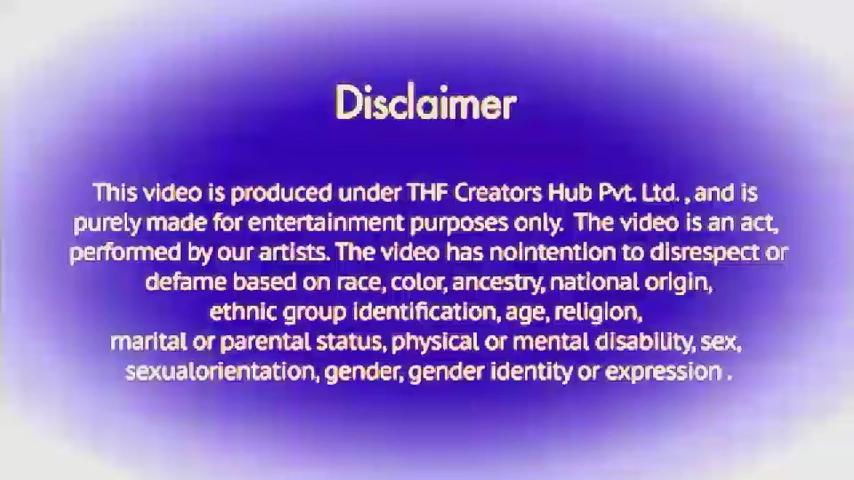 Disclaimer
This video is produced under THF Creators Hub Pvt. Ltd. , and is
purely made for entertainment purposes only. The video is an act,
performed by our artists. The video has nointention to disrespect or
defame based on race, color, ancestry, national origin,
ethnic group identification, age, religion,
marital or parental status, physical or mental disability, sex,
sexualorientation, gender, gender identity or expression .